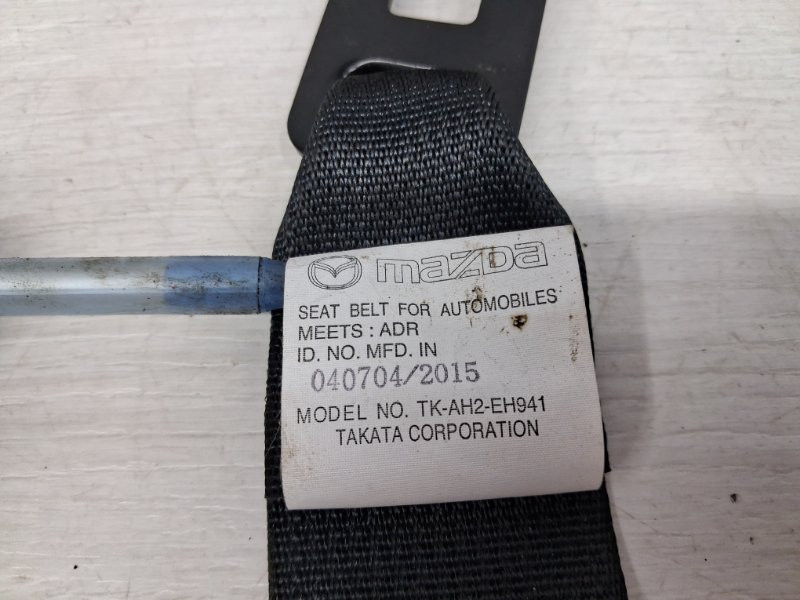 mazda
SEAT BELT FOR AUTOMOBILES
MEETS : ADR
ID. NO. MFD. IN
040704/2015
MODEL NO. TK-AH2-EH941
TAKATA CORPORATION